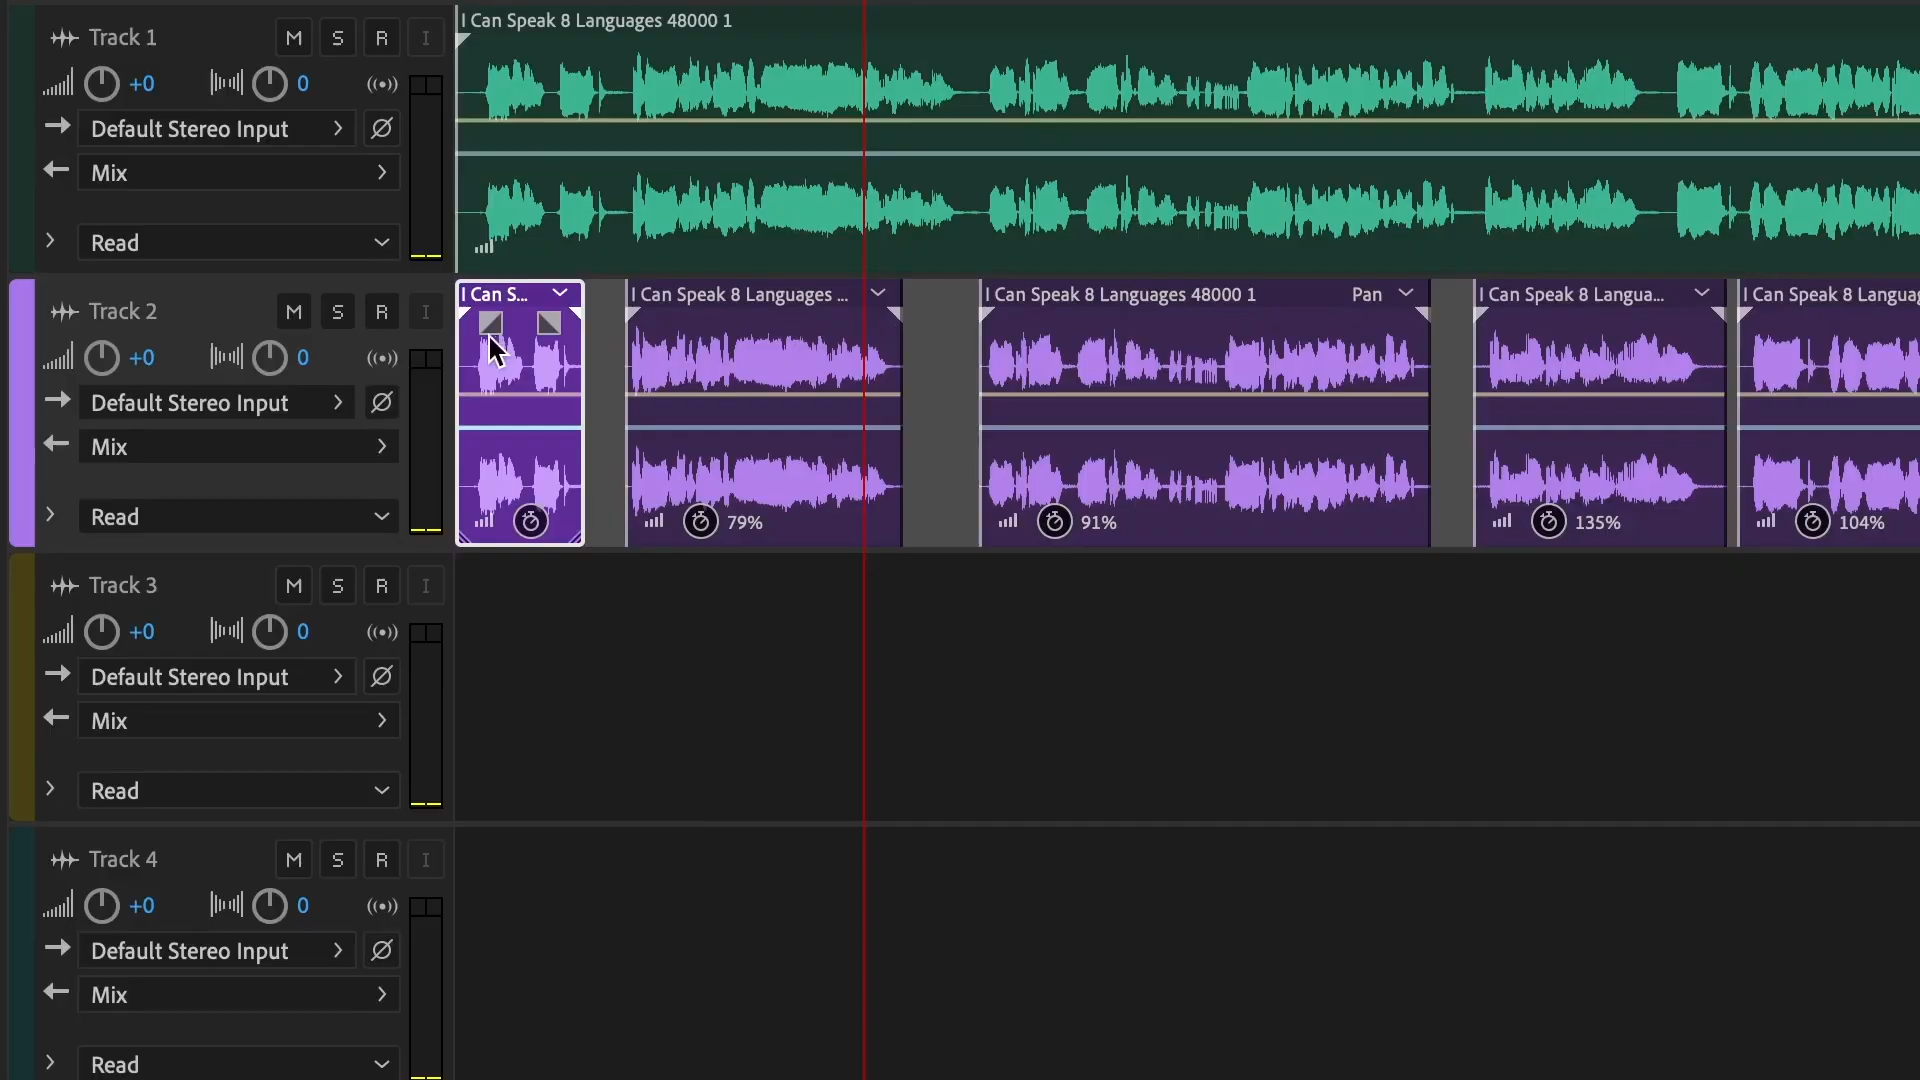 Track 1 M S R I
+0 0
Default Stereo Input
Mix
Read
I Can Speak 8 Languages 48000 1
Track 2 M S R I
+0 0
Default Stereo Input
Mix
Read
I Can S...
I Can Speak 8 Languages ...
79%
I Can Speak 8 Languages 48000 1 Pan
91%
I Can Speak 8 Langua...
135%
I Can Speak 8 Languag
104%
Track 3 M S R I
+0 0
Default Stereo Input
Mix
Read
Track 4 M S R I
+0 0
Default Stereo Input
Mix
Read